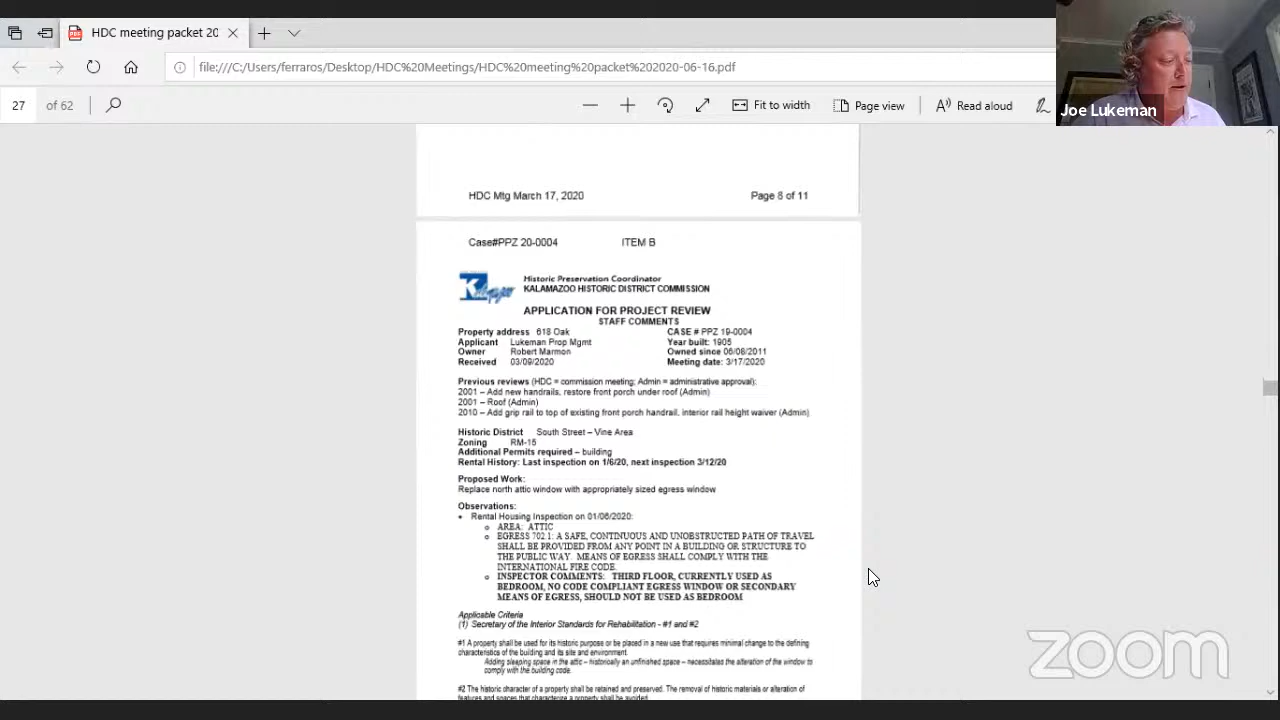 HDC meeting packet 20
file:///C:/Users/ferraros/Desktop/HDC%20Meetings/HDC%20meeting%20packet%202020-06-16.pdf
27 of 62
Fit to width
Page view
Read aloud
Joe Lukeman
HDC Mtg March 17, 2020 Page 8 of 11
Case#PPZ 20-0004 ITEM B
Historic Preservation Coordinator
KALAMAZOO HISTORIC DISTRICT COMMISSION
APPLICATION FOR PROJECT REVIEW
STAFF COMMENTS
Property address 618 Oak CASE # PPZ 19-0004
Applicant Lukeman Prop Mgmt Year built: 1905
Owner Robert Marmon Owned since 06/08/2011
Received 03/09/2020 Meeting date: 3/17/2020
Previous reviews (HDC = commission meeting; Admin = administrative approval):
2001 – Add new handrails, restore front porch under roof (Admin)
2001 – Roof (Admin)
2010 – Add grip rail to top of existing front porch handrail, interior rail height waiver (Admin)
Historic District South Street – Vine Area
Zoning RM-15
Additional Permits required – building
Rental History: Last inspection on 1/6/20, next inspection 3/12/20
Proposed Work:
Replace north attic window with appropriately sized egress window
Observations:
• Rental Housing Inspection on 01/06/2020:
o AREA: ATTIC
o EGRESS 702.1: A SAFE, CONTINUOUS AND UNOBSTRUCTED PATH OF TRAVEL
SHALL BE PROVIDED FROM ANY POINT IN A BUILDING OR STRUCTURE TO
THE PUBLIC WAY. MEANS OF EGRESS SHALL COMPLY WITH THE
INTERNATIONAL FIRE CODE.
o INSPECTOR COMMENTS: THIRD FLOOR, CURRENTLY USED AS
BEDROOM, NO CODE COMPLIANT EGRESS WINDOW OR SECONDARY
MEANS OF EGRESS, SHOULD NOT BE USED AS BEDROOM
Applicable Criteria
(1) Secretary of the Interior Standards for Rehabilitation - #1 and #2
#1 A property shall be used for its historic purpose or be placed in a new use that requires minimal change to the defining
characteristics of the building and its site and environment.
Adding sleeping space in the attic – historically an unfinished space – necessitates the alteration of the window to
comply with the building code.
#2 The historic character of a property shall be retained and preserved. The removal of historic materials or alteration of
features and spaces that characterize a property shall be avoided.
zoom